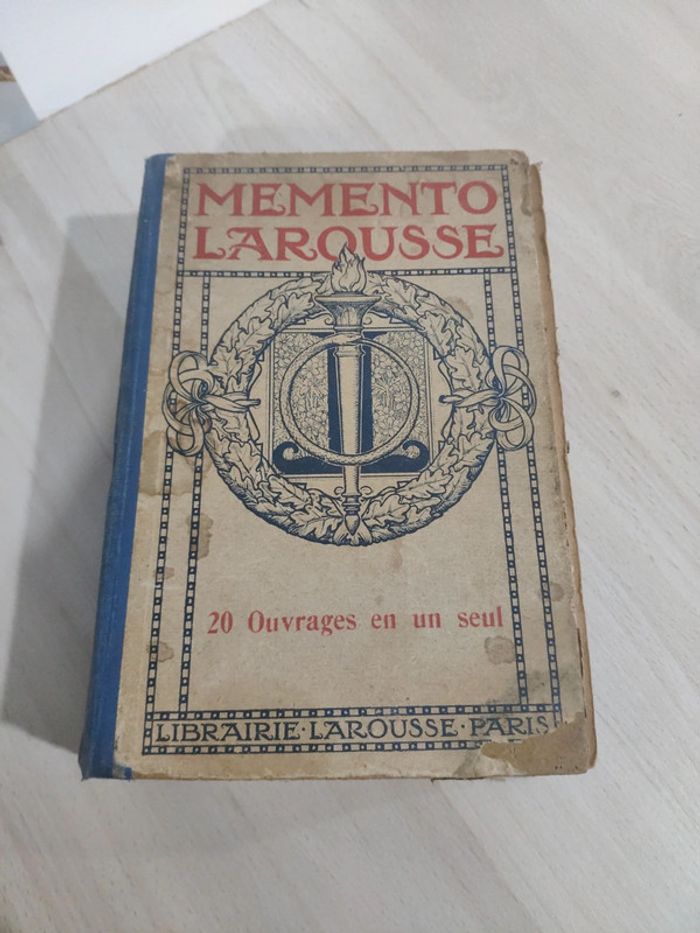 MEMENTO
LAROUSSE
20 Ouvrages en un seul
LIBRAIRIE·LAROUSSE·PARIS